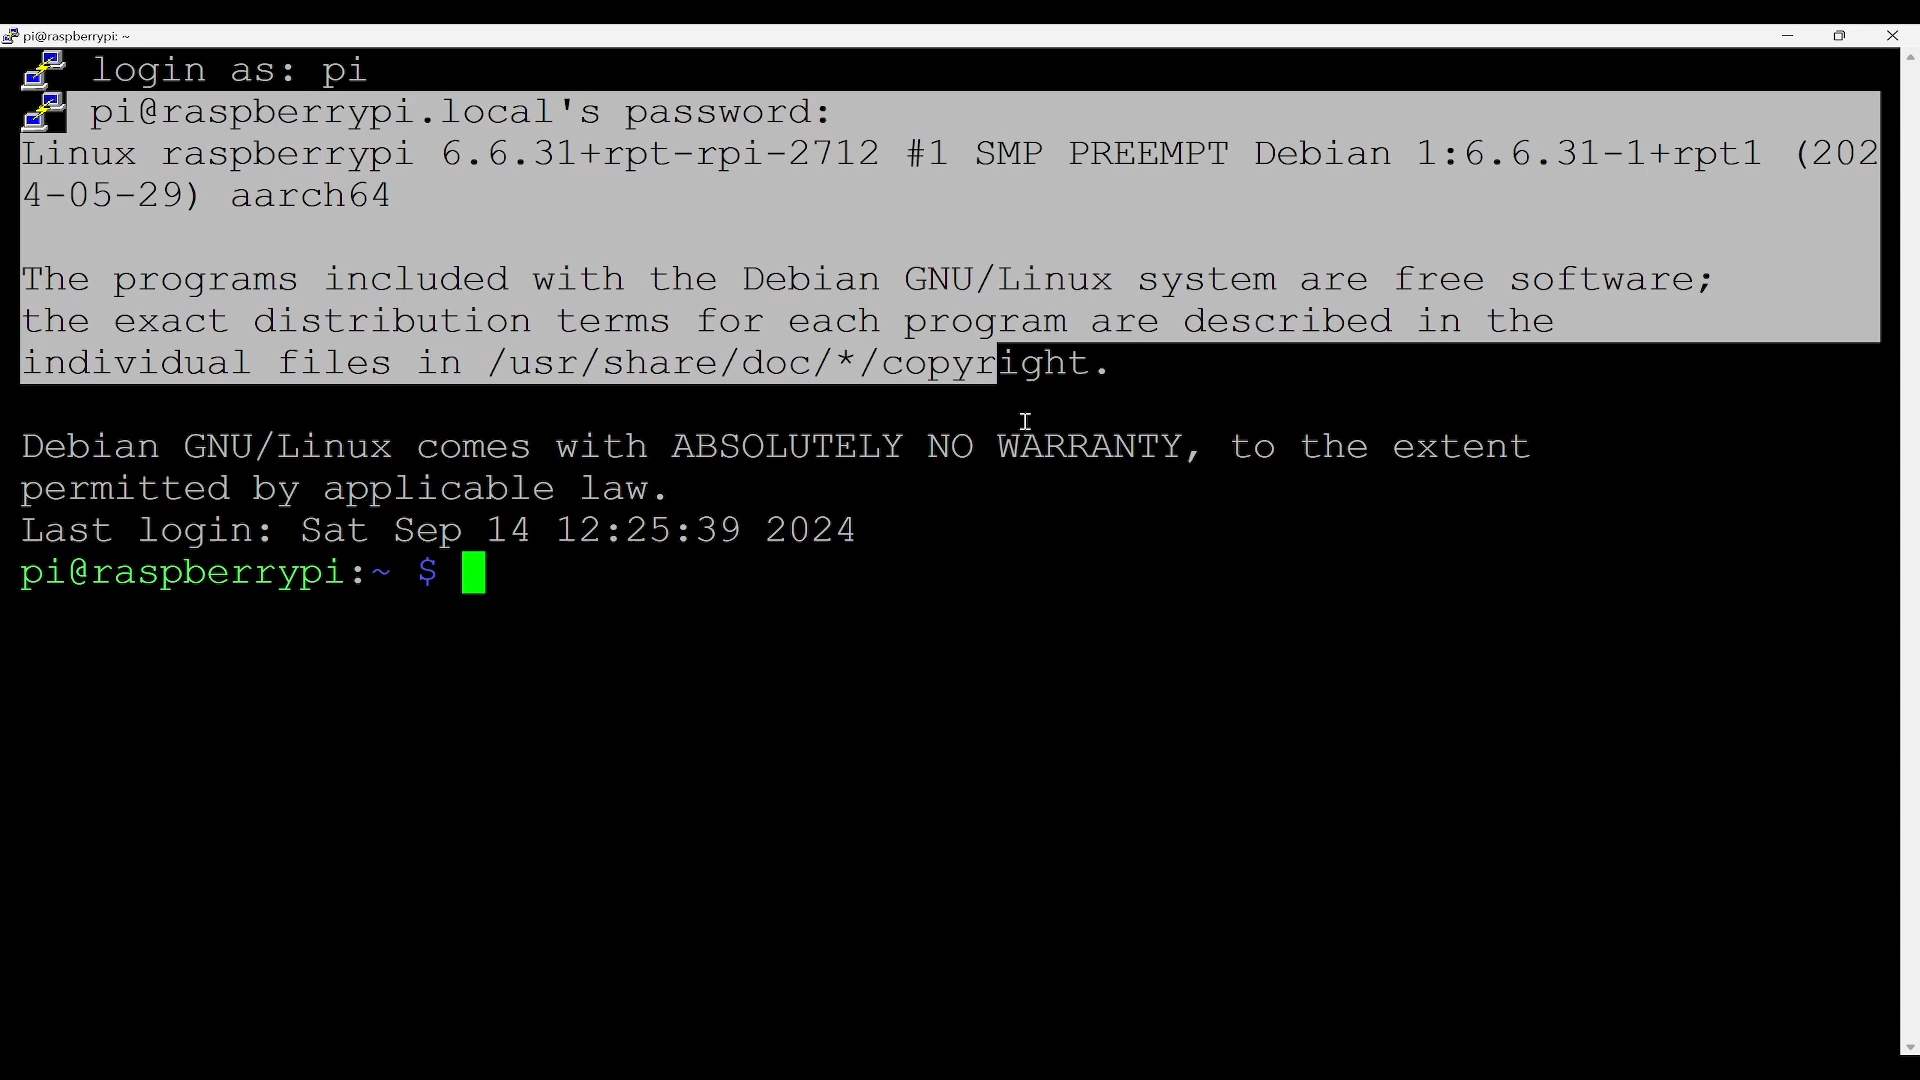 pi@raspberrypi: ~
login as: pi
pi@raspberrypi.local's password:
Linux raspberrypi 6.6.31+rpt-rpi-2712 #1 SMP PREEMPT Debian 1:6.6.31-1+rpt1 (202
4-05-29) aarch64
The programs included with the Debian GNU/Linux system are free software;
the exact distribution terms for each program are described in the
individual files in /usr/share/doc/*/copyright.
Debian GNU/Linux comes with ABSOLUTELY NO WARRANTY, to the extent
permitted by applicable law.
Last login: Sat Sep 14 12:25:39 2024
pi@raspberrypi:~ $